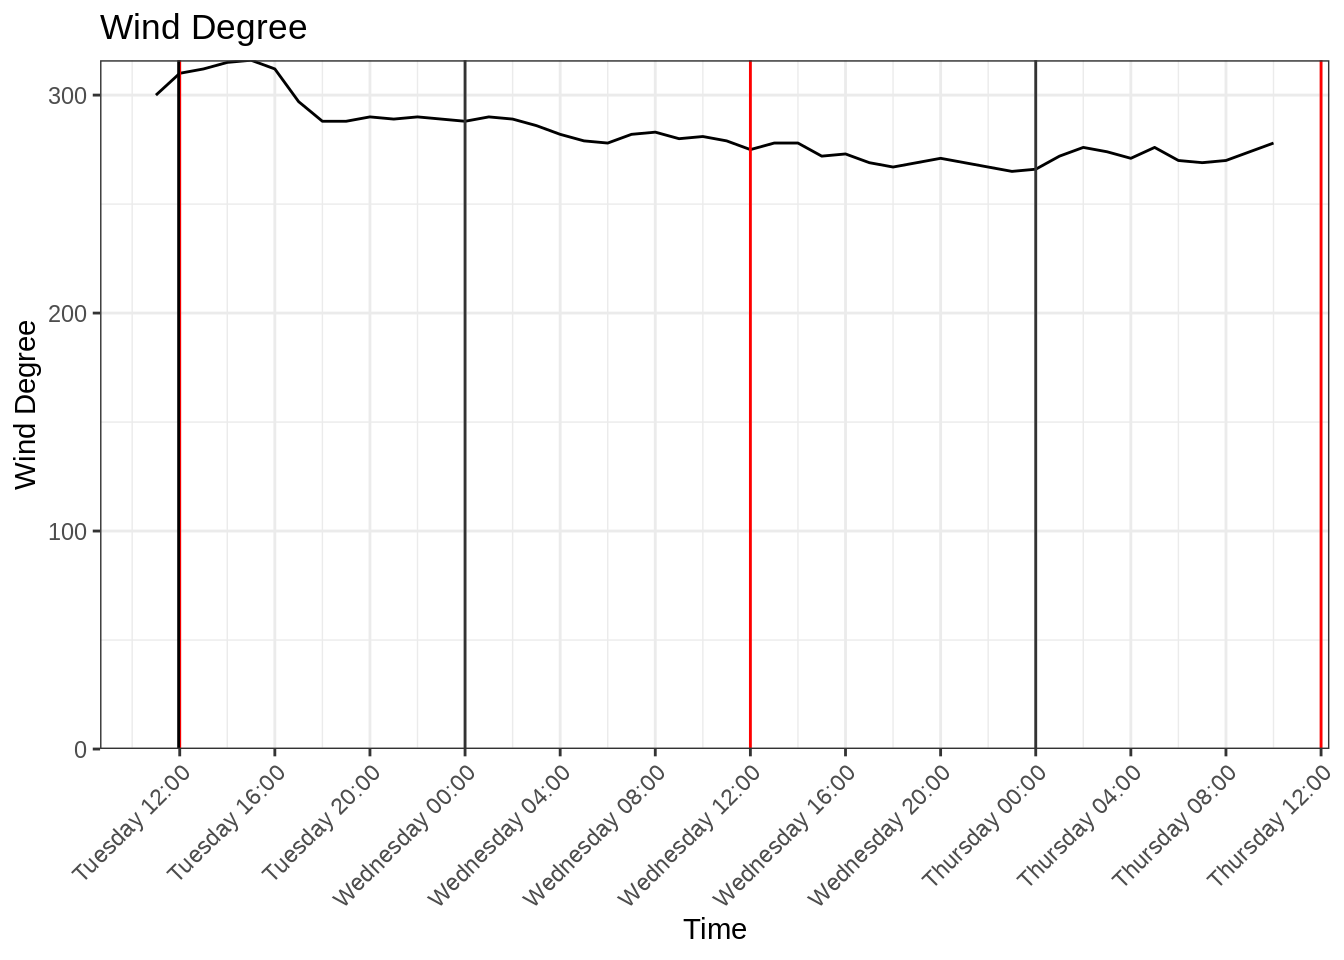 Wind Degree
Wind Degree
300
200
100
0
Tuesday 12:00
Tuesday 16:00
Tuesday 20:00
Wednesday 00:00
Wednesday 04:00
Wednesday 08:00
Wednesday 12:00
Wednesday 16:00
Wednesday 20:00
Thursday 00:00
Thursday 04:00
Thursday 08:00
Thursday 12:00
Time